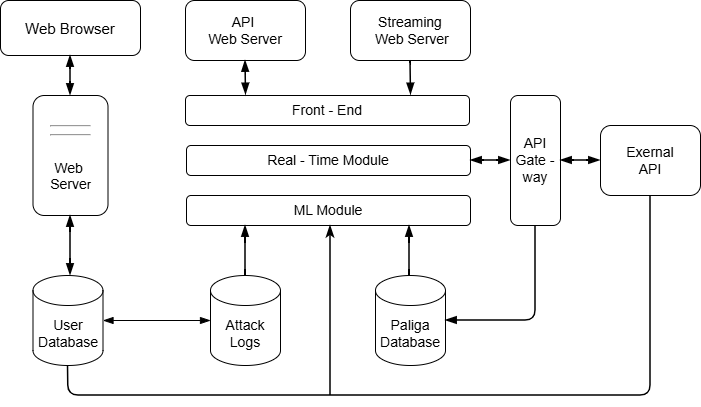 Web Browser
API
Web Server
Streaming
Web Server
Front - End
Real - Time Module
ML Module
API
Gate -
way
Exernal
API
Web
Server
User
Database
Attack
Logs
Paliga
Database